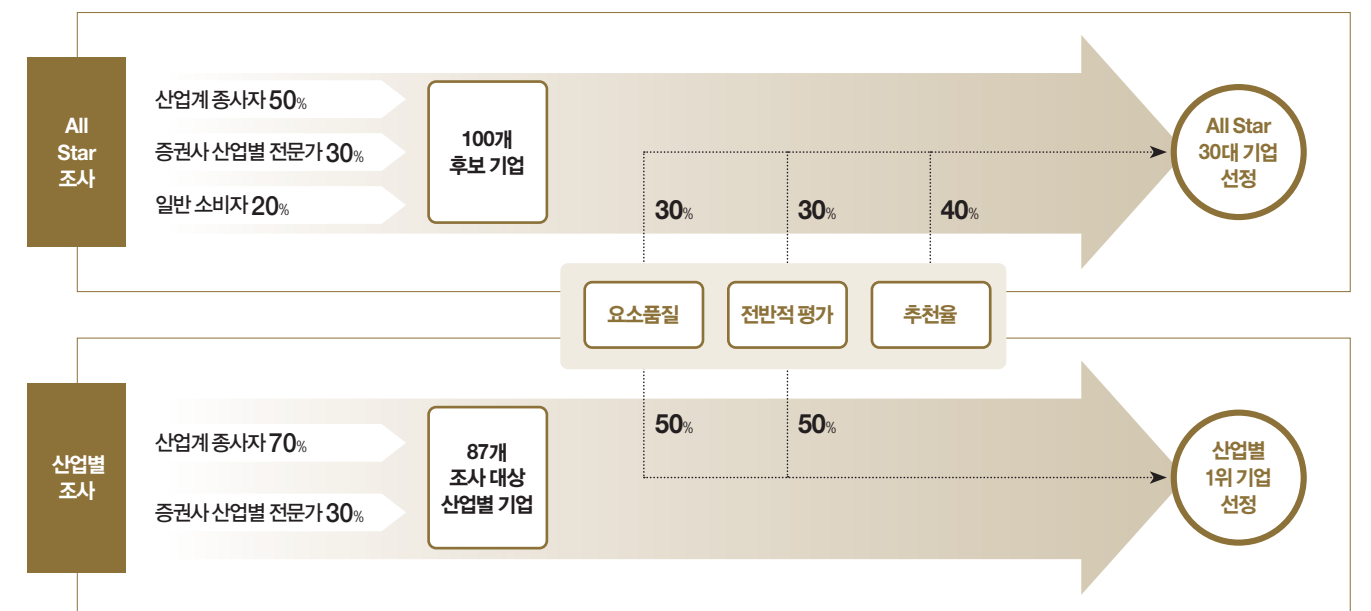 All
Star
조사
산업계 종사자 50%
증권사 산업별 전문가 30%
일반 소비자 20%
100개
후보 기업
30%
30%
40%
All Star
30대 기업
선정
요소품질
전반적 평가
추천율
산업별
조사
산업계 종사자 70%
증권사 산업별 전문가 30%
87개
조사 대상
산업별 기업
50%
50%
산업별
1위 기업
선정